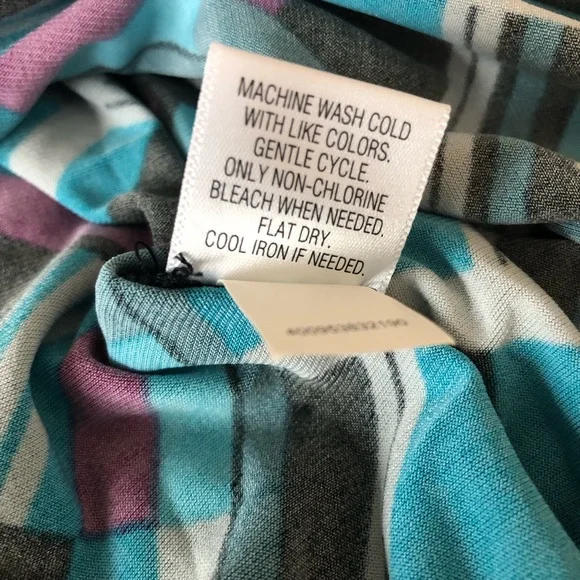 MACHINE WASH COLD
WITH LIKE COLORS.
GENTLE CYCLE.
ONLY NON-CHLORINE
BLEACH WHEN NEEDED.
FLAT DRY.
COOL IRON IF NEEDED.
400953832190